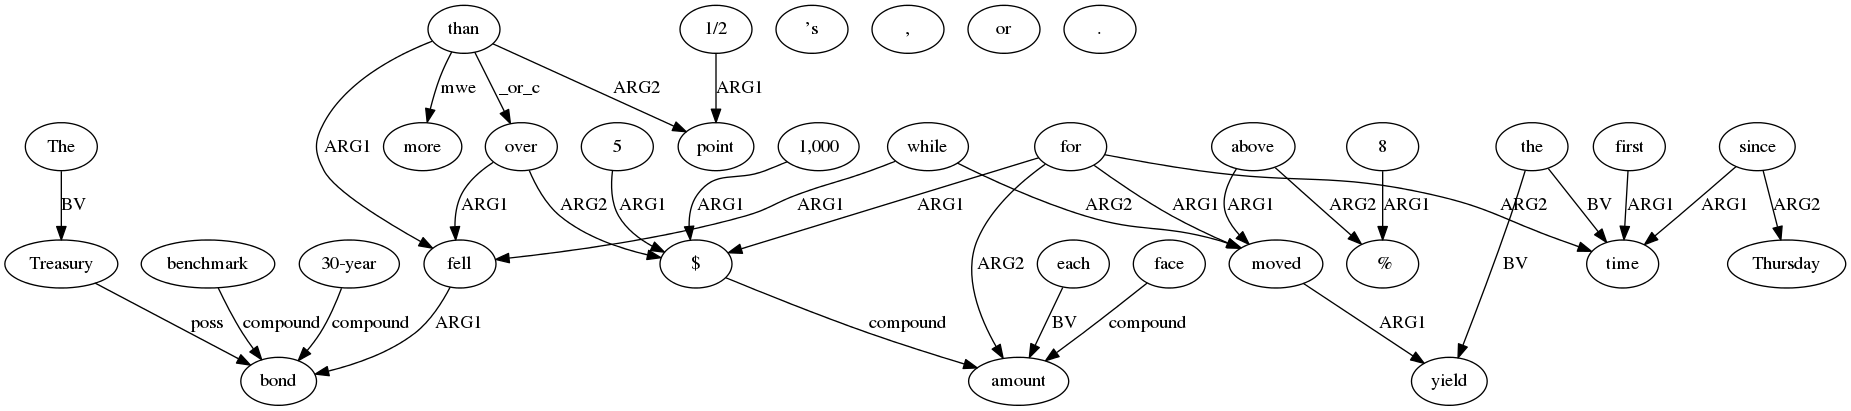 than 1/2 ’s , or .
mwe _or_c ARG2 ARG1
The ARG1 more over point 5 1,000 while for above 8 the first since
BV ARG1 ARG2 ARG1 ARG1 ARG1 ARG1 ARG2 ARG1 ARG1 ARG2 ARG1 ARG2 BV ARG1 ARG1 ARG2
Treasury benchmark 30-year fell $ ARG2 each face moved % BV time Thursday
poss compound compound ARG1 compound BV compound ARG1
bond amount yield